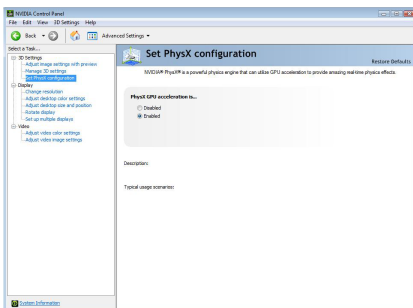 NVIDIA Control Panel
File Edit View 3D Settings Help
Back Advanced Settings
Select a Task...
3D Settings
Adjust image settings with preview
Manage 3D settings
Set PhysX configuration
Display
Change resolution
Adjust desktop color settings
Adjust desktop size and position
Rotate display
Set up multiple displays
Video
Adjust video color settings
Adjust video image settings
System Information
Set PhysX configuration
Restore Defaults
NVIDIA® PhysX® is a powerful physics engine that can utilize GPU acceleration to provide amazing real-time physics effects.
PhysX GPU acceleration is...
Disabled
Enabled
Description:
Typical usage scenarios: